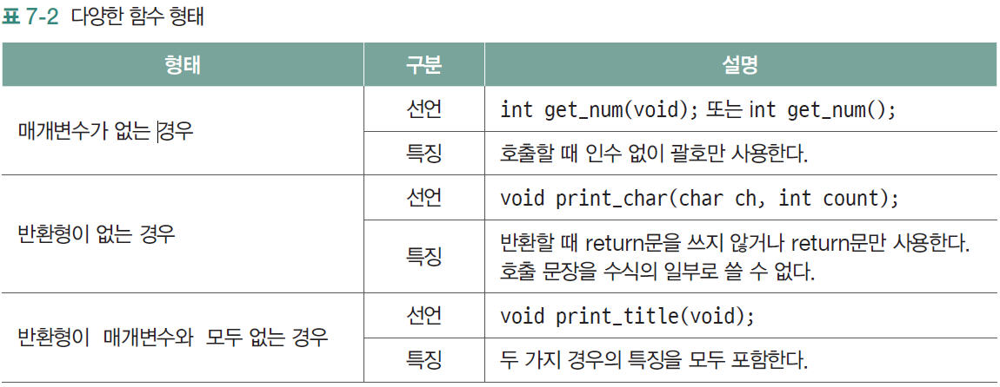 표 7-2 다양한 함수 형태
형태 구분 설명
매개변수가 없는 경우
선언 int get_num(void); 또는 int get_num();
특징 호출할 때 인수 없이 괄호만 사용한다.
반환형이 없는 경우
선언 void print_char(char ch, int count);
특징
반환할 때 return문을 쓰지 않거나 return문만 사용한다.
호출 문장을 수식의 일부로 쓸 수 없다.
반환형이 매개변수와 모두 없는 경우
선언 void print_title(void);
특징 두 가지 경우의 특징을 모두 포함한다.